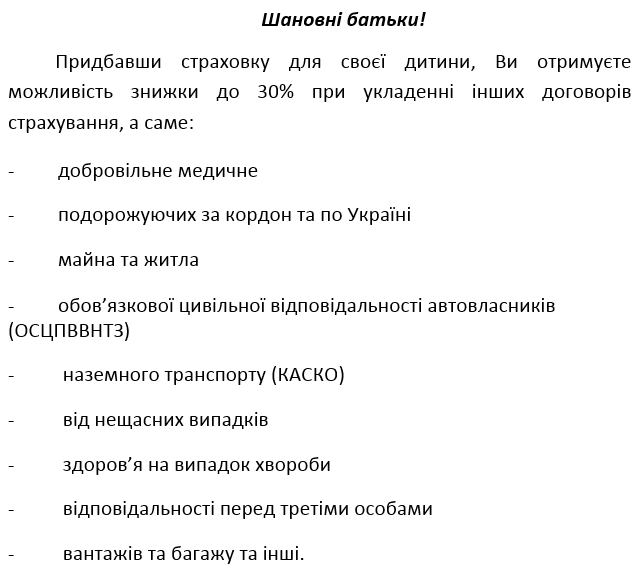 Шановні батьки!
Придбавши страховку для своєї дитини, Ви отримуєте
можливість знижки до 30% при укладенні інших договорів
страхування, а саме:
- добровільне медичне
- подорожуючих за кордон та по Україні
- майна та житла
- обов’язкової цивільної відповідальності автовласників
(ОСЦПВВНТЗ)
- наземного транспорту (КАСКО)
- від нещасних випадків
- здоров’я на випадок хвороби
- відповідальності перед третіми особами
- вантажів та багажу та інші.